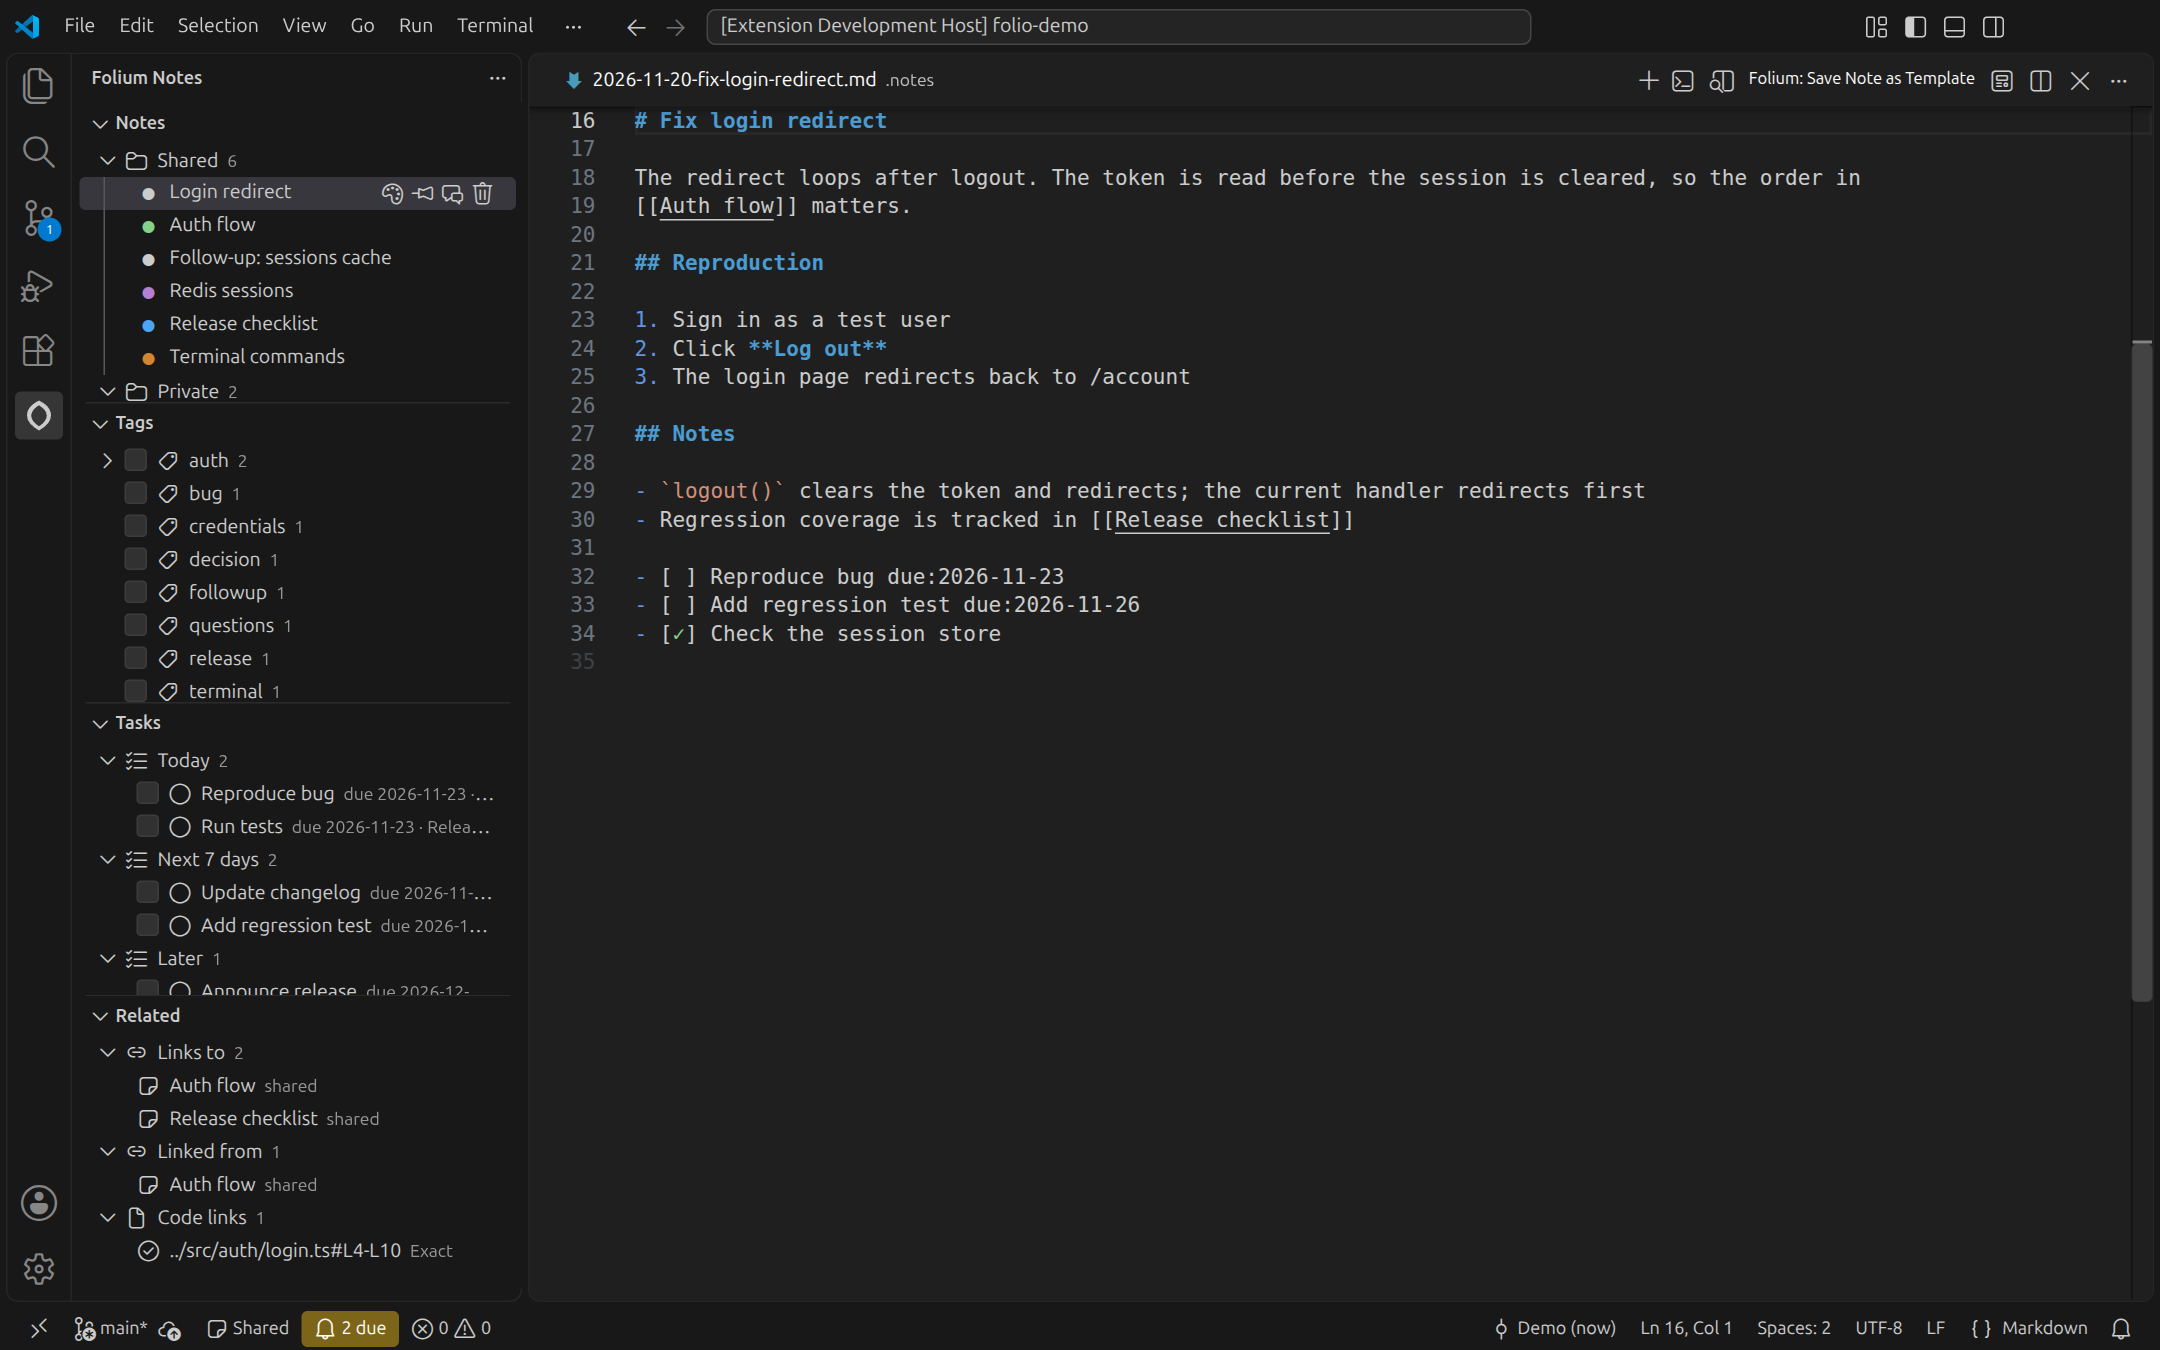 File Edit Selection View Go Run Terminal ···
[Extension Development Host] folio-demo
Folium Notes
Notes
Shared 6
Login redirect
Auth flow
Follow-up: sessions cache
Redis sessions
Release checklist
Terminal commands
Private 2
Tags
auth 2
bug 1
credentials 1
decision 1
followup 1
questions 1
release 1
terminal 1
Tasks
Today 2
Reproduce bug due 2026-11-23 ·...
Run tests due 2026-11-23 · Relea...
Next 7 days 2
Update changelog due 2026-11-...
Add regression test due 2026-1...
Later 1
Announce release due 2026-12-
Related
Links to 2
Auth flow shared
Release checklist shared
Linked from 1
Auth flow shared
Code links 1
../src/auth/login.ts#L4-L10 Exact
1
2026-11-20-fix-login-redirect.md .notes
Folium: Save Note as Template
16 # Fix login redirect
17
18 The redirect loops after logout. The token is read before the session is cleared, so the order in
19 [[Auth flow]] matters.
20
21 ## Reproduction
22
23 1. Sign in as a test user
24 2. Click **Log out**
25 3. The login page redirects back to /account
26
27 ## Notes
28
29 - `logout()` clears the token and redirects; the current handler redirects first
30 - Regression coverage is tracked in [[Release checklist]]
31
32 - [ ] Reproduce bug due:2026-11-23
33 - [ ] Add regression test due:2026-11-26
34 - [✓] Check the session store
35
main* Shared 2 due 0 0
Demo (now) Ln 16, Col 1 Spaces: 2 UTF-8 LF { } Markdown